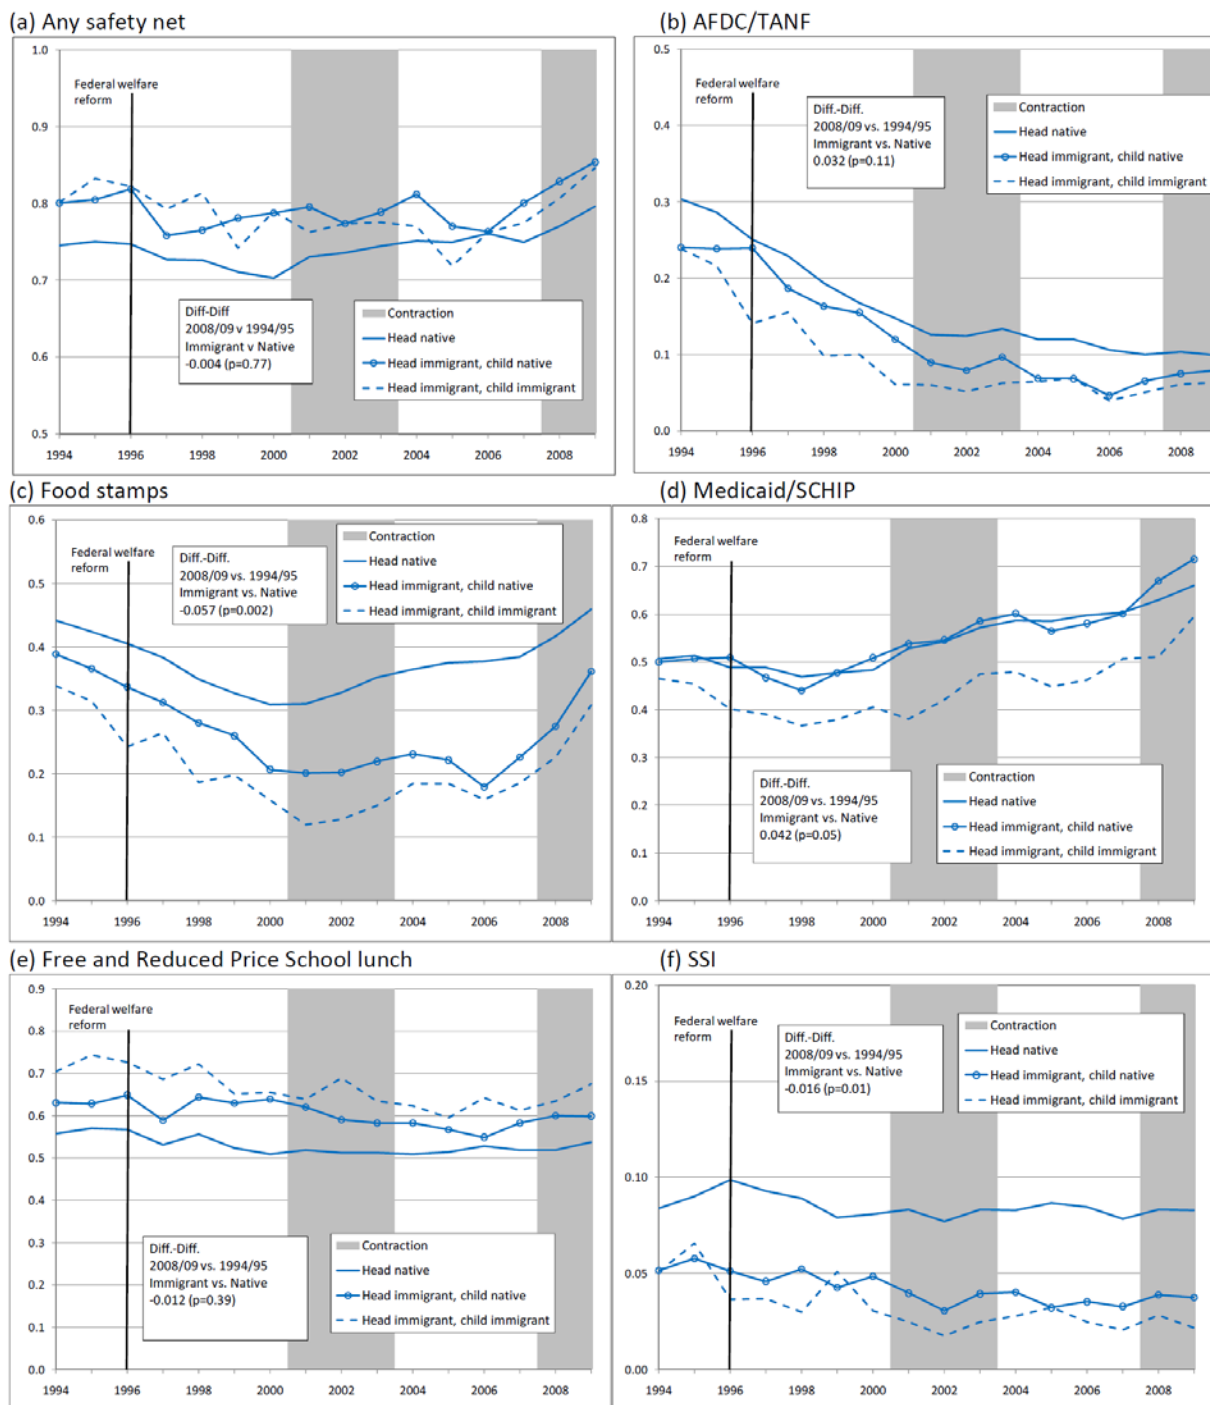 (a) Any safety net
1.0
0.9
0.8
0.7
0.6
0.5
Federal welfare
reform
Diff-Diff
2008/09 v 1994/95
Immigrant v Native
-0.004 (p=0.77)
Contraction
Head native
Head immigrant, child native
Head immigrant, child immigrant
1994 1996 1998 2000 2002 2004 2006 2008
(b) AFDC/TANF
0.5
0.4
0.3
0.2
0.1
0.0
Federal welfare
reform
Diff.-Diff.
2008/09 vs. 1994/95
Immigrant vs. Native
0.032 (p=0.11)
Contraction
Head native
Head immigrant, child native
Head immigrant, child immigrant
1994 1996 1998 2000 2002 2004 2006 2008
(c) Food stamps
0.6
0.5
0.4
0.3
0.2
0.1
0.0
Federal welfare
reform
Diff.-Diff.
2008/09 vs. 1994/95
Immigrant vs. Native
-0.057 (p=0.002)
Contraction
Head native
Head immigrant, child native
Head immigrant, child immigrant
1994 1996 1998 2000 2002 2004 2006 2008
(d) Medicaid/SCHIP
0.8
0.7
0.6
0.5
0.4
0.3
0.2
0.1
0.0
Federal welfare
reform
Diff.-Diff.
2008/09 vs. 1994/95
Immigrant vs. Native
0.042 (p=0.05)
Contraction
Head native
Head immigrant, child native
Head immigrant, child immigrant
1994 1996 1998 2000 2002 2004 2006 2008
(e) Free and Reduced Price School lunch
0.9
0.8
0.7
0.6
0.5
0.4
0.3
0.2
0.1
0.0
Federal welfare
reform
Diff.-Diff.
2008/09 vs. 1994/95
Immigrant vs. Native
-0.012 (p=0.39)
Contraction
Head native
Head immigrant, child native
Head immigrant, child immigrant
1994 1996 1998 2000 2002 2004 2006 2008
(f) SSI
0.20
0.15
0.10
0.05
0.00
Federal welfare
reform
Diff.-Diff.
2008/09 vs. 1994/95
Immigrant vs. Native
-0.016 (p=0.01)
Contraction
Head native
Head immigrant, child native
Head immigrant, child immigrant
1994 1996 1998 2000 2002 2004 2006 2008